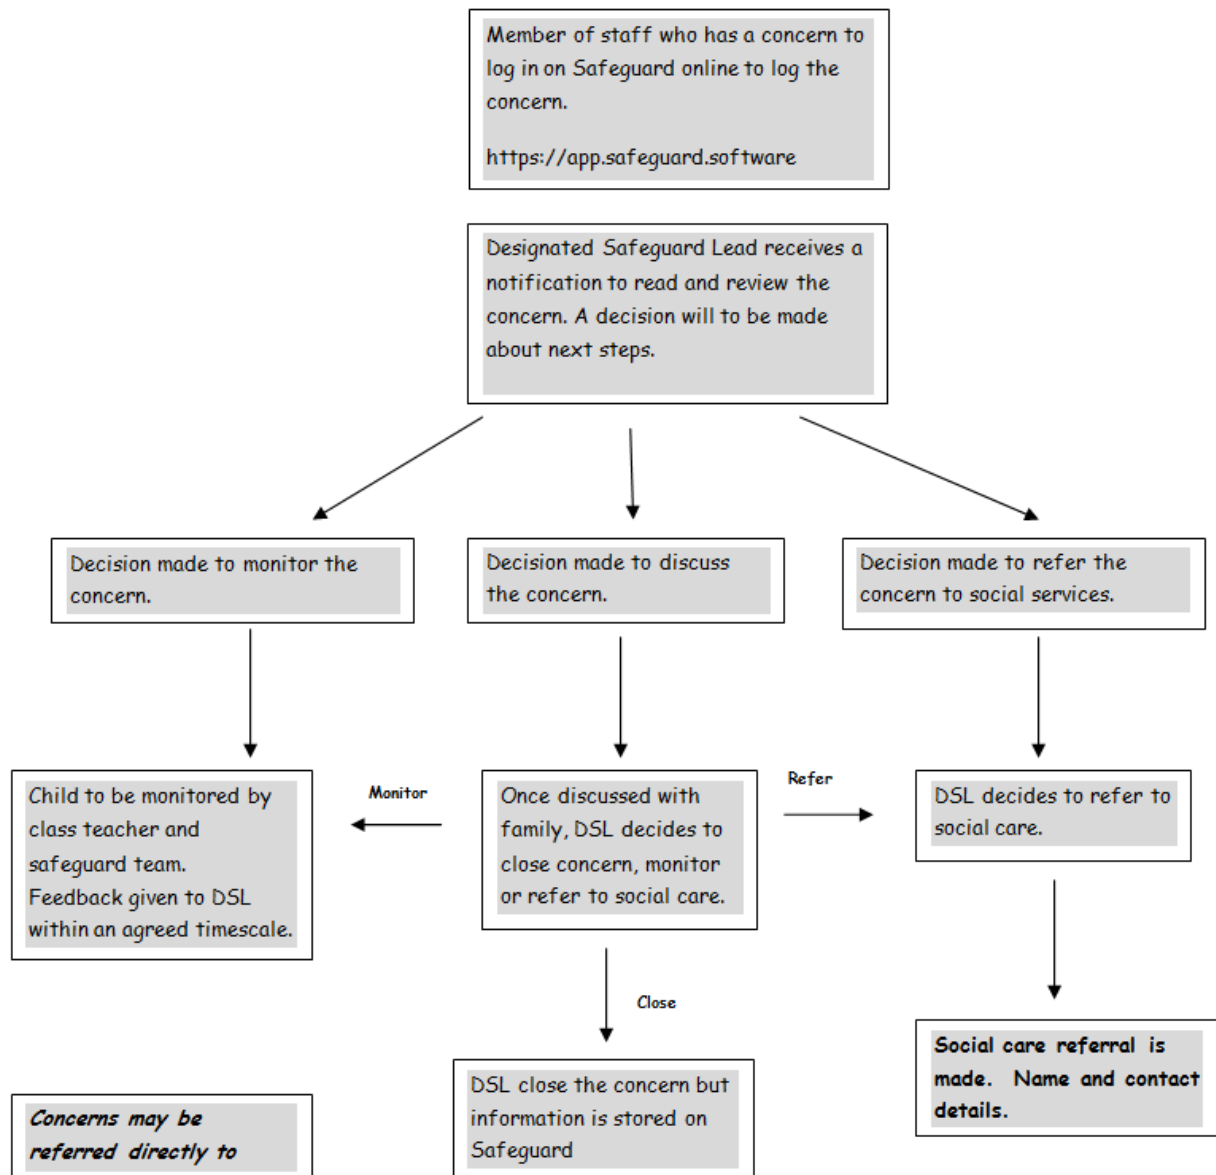 Member of staff who has a concern to
log in on Safeguard online to log the
concern.
https://app.safeguard.software
Designated Safeguard Lead receives a
notification to read and review the
concern. A decision will to be made
about next steps.
Decision made to monitor the
concern.
Decision made to discuss
the concern.
Decision made to refer the
concern to social services.
Child to be monitored by
class teacher and
safeguard team.
Feedback given to DSL
within an agreed timescale.
Monitor
Once discussed with
family, DSL decides to
close concern, monitor
or refer to social care.
Refer
DSL decides to refer to
social care.
Close
Social care referral is
made. Name and contact
details.
DSL close the concern but
information is stored on
Safeguard
Concerns may be
referred directly to